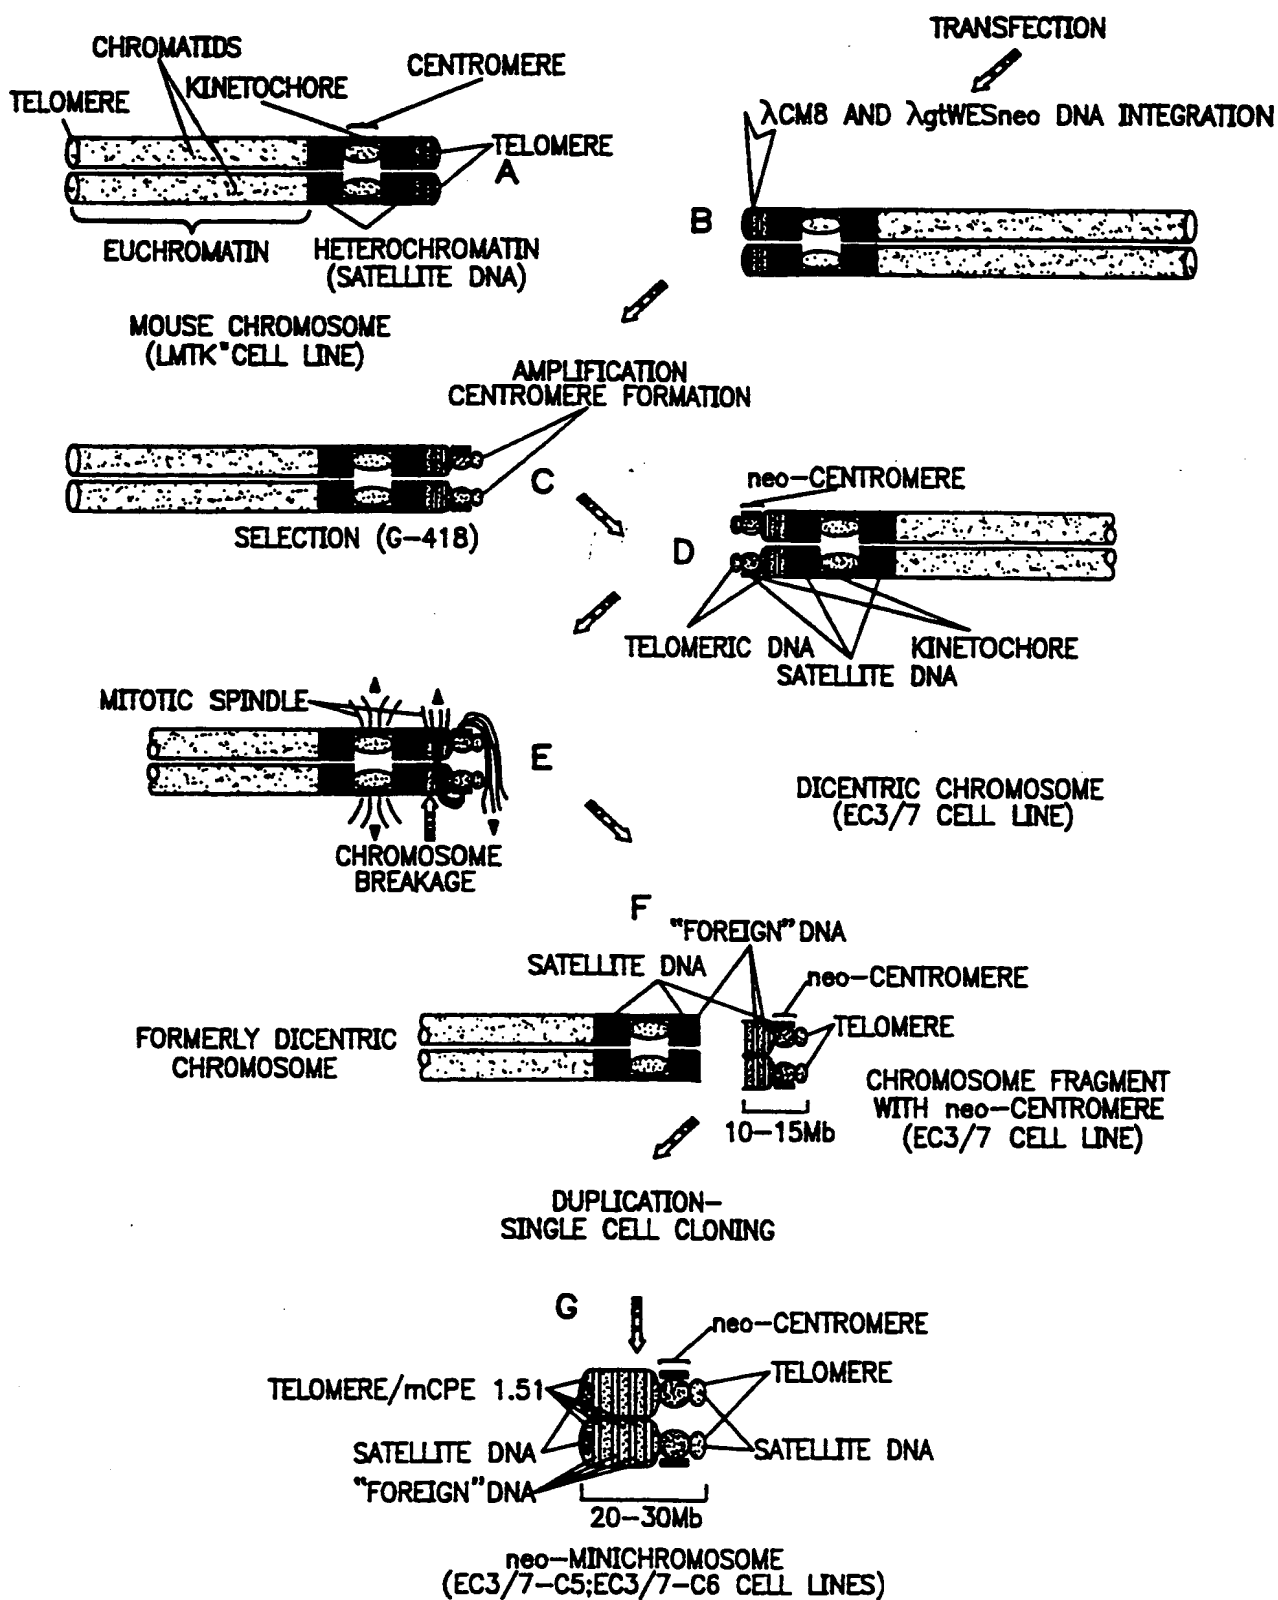 CHROMATIDS
CENTROMERE
KINETOCHORE
TELOMERE
TELOMERE
A
EUCHROMATIN
HETEROCHROMATIN
(SATELLITE DNA)
MOUSE CHROMOSOME
(LMTK⁻ CELL LINE)
TRANSFECTION
λCM8 AND λgtWESneo DNA INTEGRATION
B
AMPLIFICATION
CENTROMERE FORMATION
C
SELECTION (G-418)
neo-CENTROMERE
D
TELOMERIC DNA
KINETOCHORE
SATELLITE DNA
DICENTRIC CHROMOSOME
(EC3/7 CELL LINE)
MITOTIC SPINDLE
E
CHROMOSOME
BREAKAGE
F
"FOREIGN" DNA
SATELLITE DNA
neo-CENTROMERE
TELOMERE
FORMERLY DICENTRIC
CHROMOSOME
CHROMOSOME FRAGMENT
WITH neo-CENTROMERE
(EC3/7 CELL LINE)
10-15Mb
DUPLICATION-
SINGLE CELL CLONING
G
neo-CENTROMERE
TELOMERE
TELOMERE/mCPE 1.51
SATELLITE DNA
SATELLITE DNA
"FOREIGN" DNA
20-30Mb
neo-MINICHROMOSOME
(EC3/7-C5;EC3/7-C6 CELL LINES)